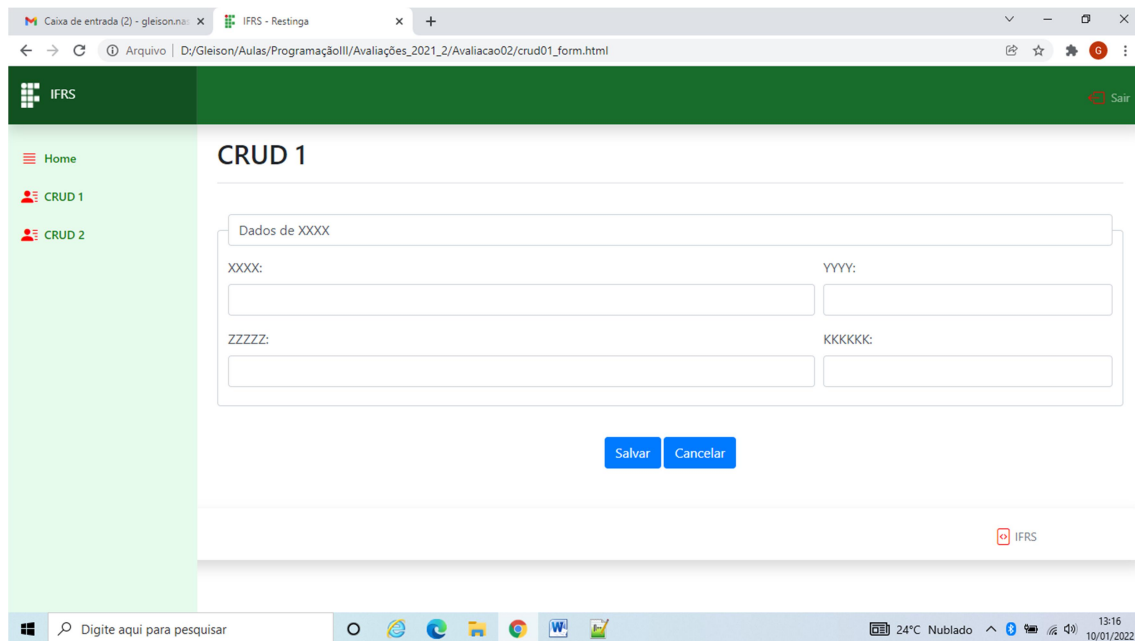 Caixa de entrada (2) - gleison.na
IFRS - Restinga
Arquivo | D:/Gleison/Aulas/ProgramaçãoIII/Avaliações_2021_2/Avaliacao02/crud01_form.html
G
IFRS
Sair
Home
CRUD 1
CRUD 2
CRUD 1
Dados de XXXX
XXXX:
YYYY:
ZZZZZ:
KKKKKK:
Salvar
Cancelar
IFRS
Digite aqui para pesquisar
24°C Nublado
13:16
10/01/202